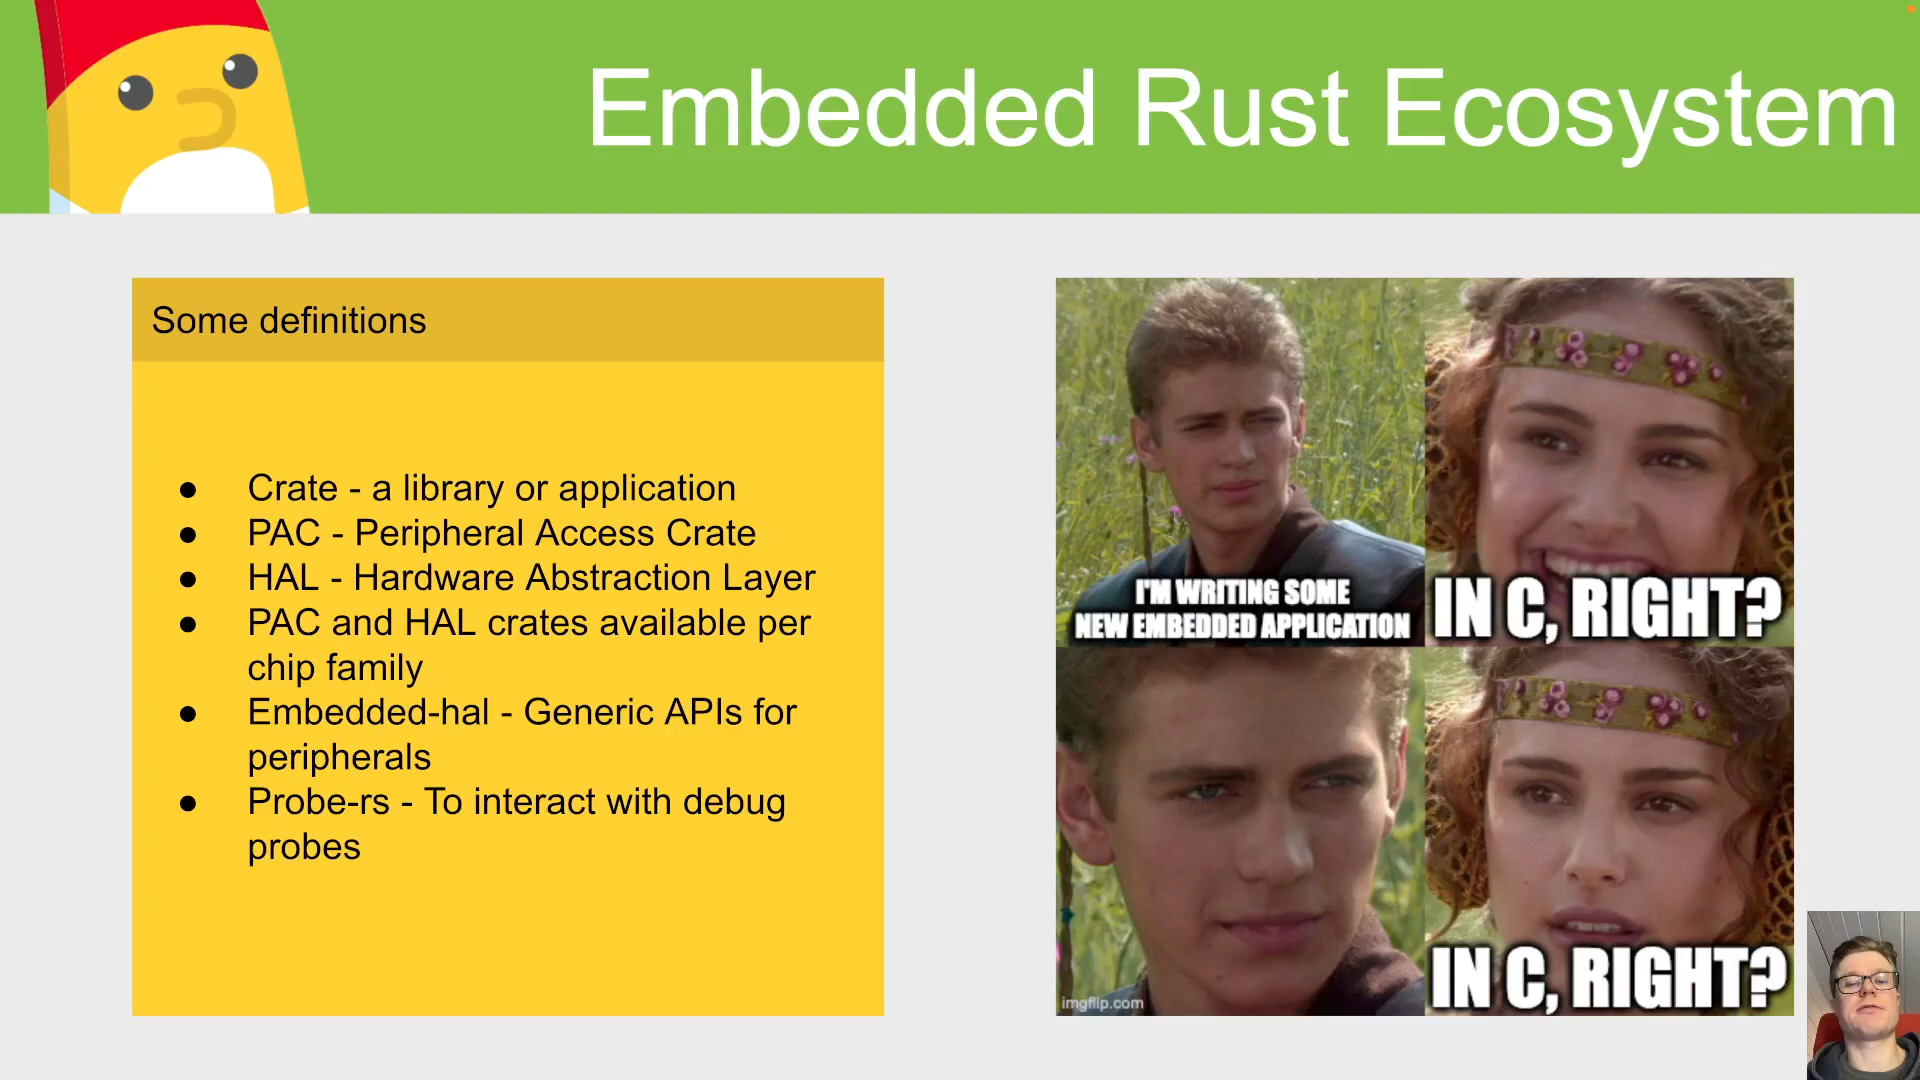 Embedded Rust Ecosystem
Some definitions
● Crate - a library or application
● PAC - Peripheral Access Crate
● HAL - Hardware Abstraction Layer
● PAC and HAL crates available per
chip family
● Embedded-hal - Generic APIs for
peripherals
● Probe-rs - To interact with debug
probes
I'M WRITING SOME
NEW EMBEDDED APPLICATION
IN C, RIGHT?
IN C, RIGHT?
imgflip.com